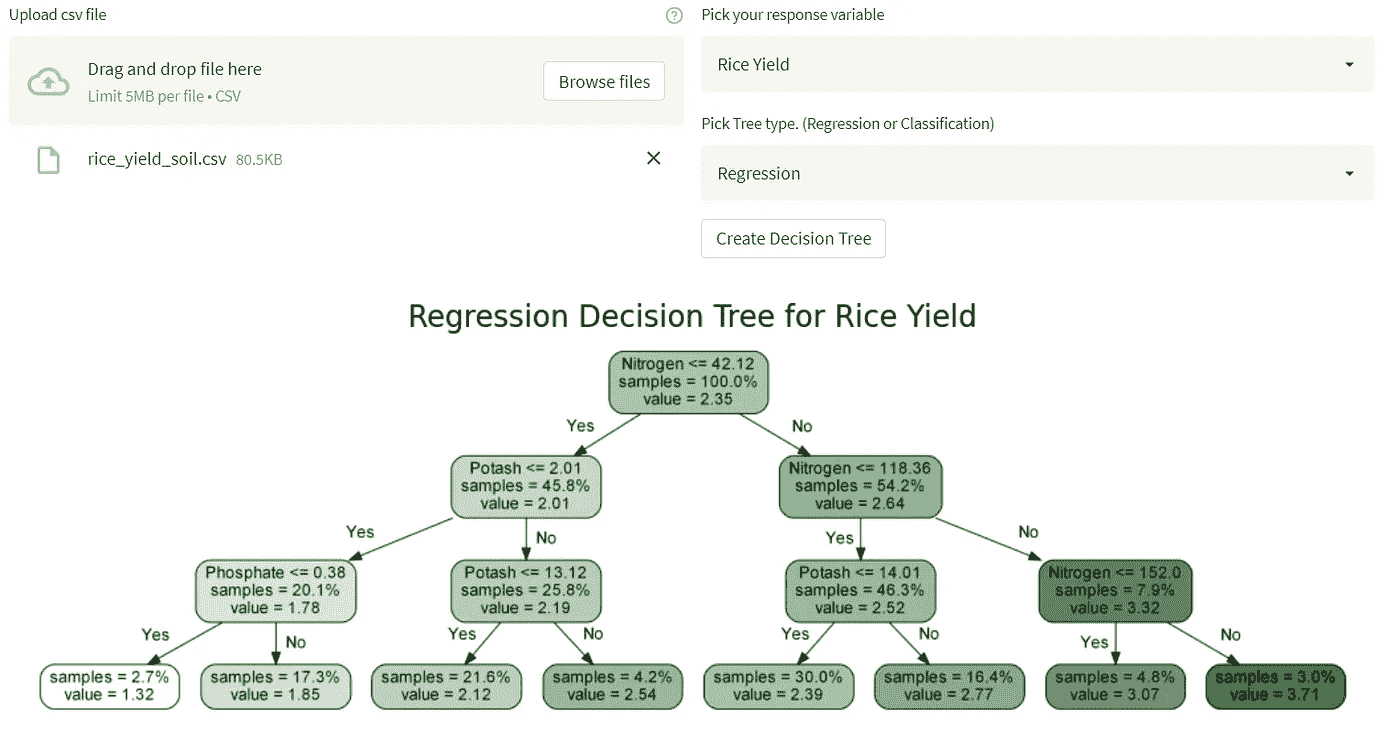 Upload csv file
?
Drag and drop file here
Limit 5MB per file • CSV
Browse files
rice_yield_soil.csv 80.5KB
Pick your response variable
Rice Yield
Pick Tree type. (Regression or Classification)
Regression
Create Decision Tree
Regression Decision Tree for Rice Yield
Nitrogen <= 42.12
samples = 100.0%
value = 2.35
Yes
No
Potash <= 2.01
samples = 45.8%
value = 2.01
Nitrogen <= 118.36
samples = 54.2%
value = 2.64
Yes
No
Yes
No
Phosphate <= 0.38
samples = 20.1%
value = 1.78
Potash <= 13.12
samples = 25.8%
value = 2.19
Potash <= 14.01
samples = 46.3%
value = 2.52
Nitrogen <= 152.0
samples = 7.9%
value = 3.32
Yes
No
Yes
No
Yes
No
Yes
No
samples = 2.7%
value = 1.32
samples = 17.3%
value = 1.85
samples = 21.6%
value = 2.12
samples = 4.2%
value = 2.54
samples = 30.0%
value = 2.39
samples = 16.4%
value = 2.77
samples = 4.8%
value = 3.07
samples = 3.0%
value = 3.71